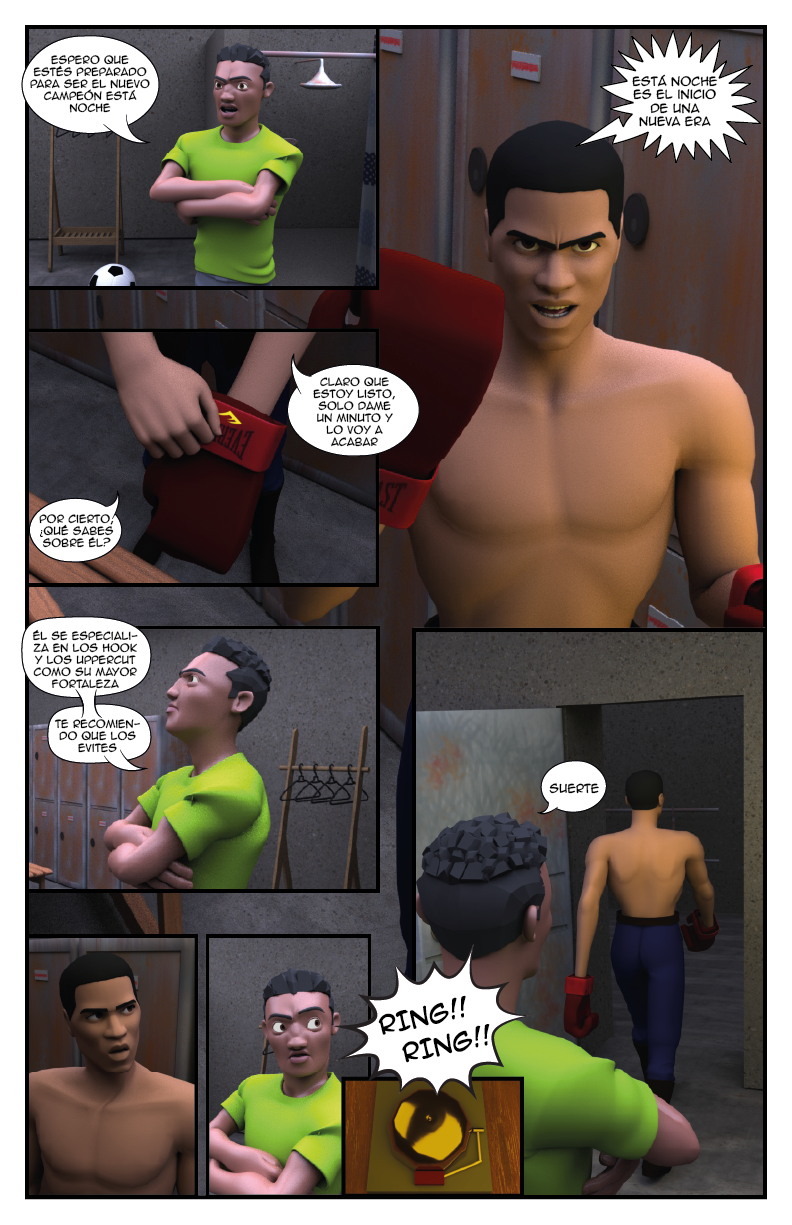 ESPERO QUE
ESTÉS PREPARADO
PARA SER EL NUEVO
CAMPEÓN ESTÁ
NOCHE
ESTÁ NOCHE
ES EL INICIO
DE UNA
NUEVA ERA
CLARO QUE
ESTOY LISTO,
SOLO DAME
UN MINUTO Y
LO VOY A
ACABAR
POR CIERTO,
¿QUÉ SABES
SOBRE ÉL?
ÉL SE ESPECIALI-
ZA EN LOS HOOK
Y LOS UPPERCUT
COMO SU MAYOR
FORTALEZA
TE RECOMIEN-
DO QUE LOS
EVITES
SUERTE
RING!!
RING!!